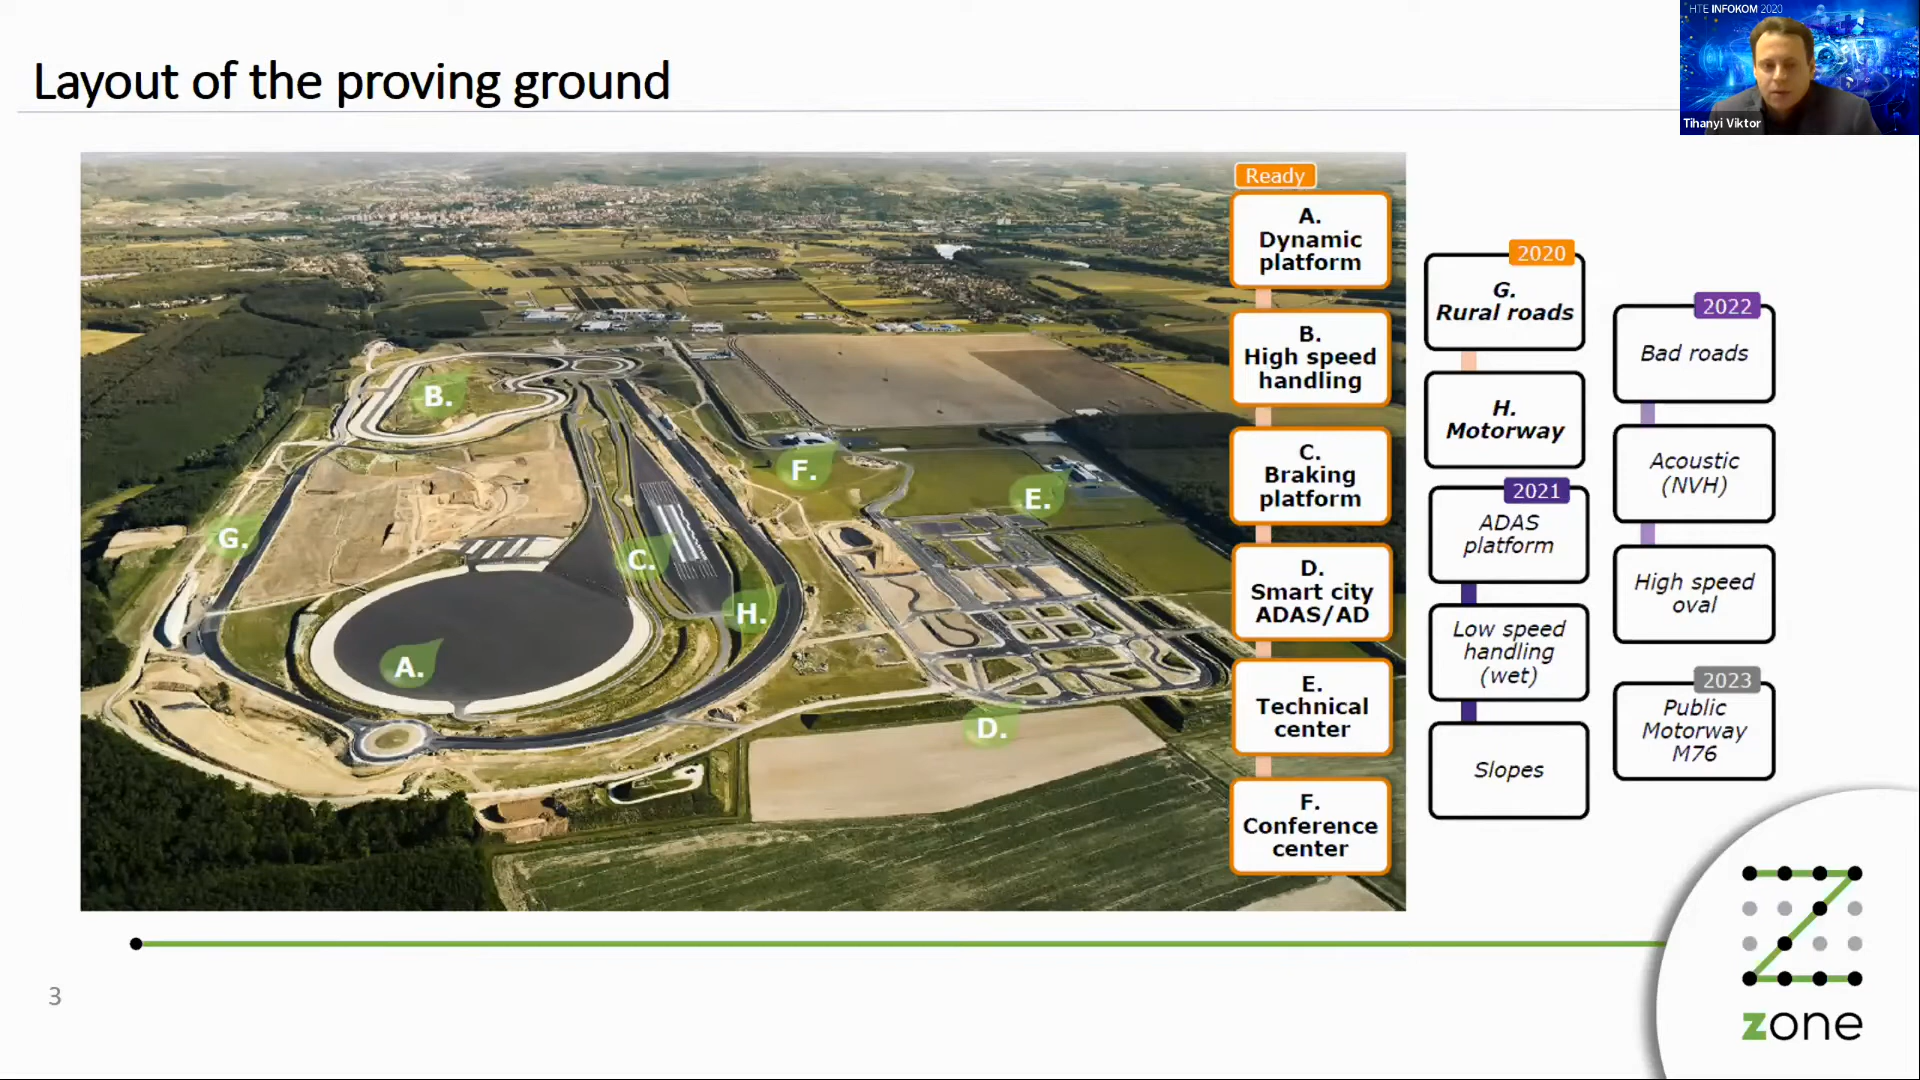 HTE INFOKOM 2020
Tihanyi Viktor
Layout of the proving ground
B.
F.
E.
G.
C.
H.
A.
D.
Ready
A.
Dynamic
platform
B.
High speed
handling
C.
Braking
platform
D.
Smart city
ADAS/AD
E.
Technical
center
F.
Conference
center
2020
G.
Rural roads
H.
Motorway
2021
ADAS
platform
Low speed
handling
(wet)
Slopes
2022
Bad roads
Acoustic
(NVH)
High speed
oval
2023
Public
Motorway
M76
3
zone